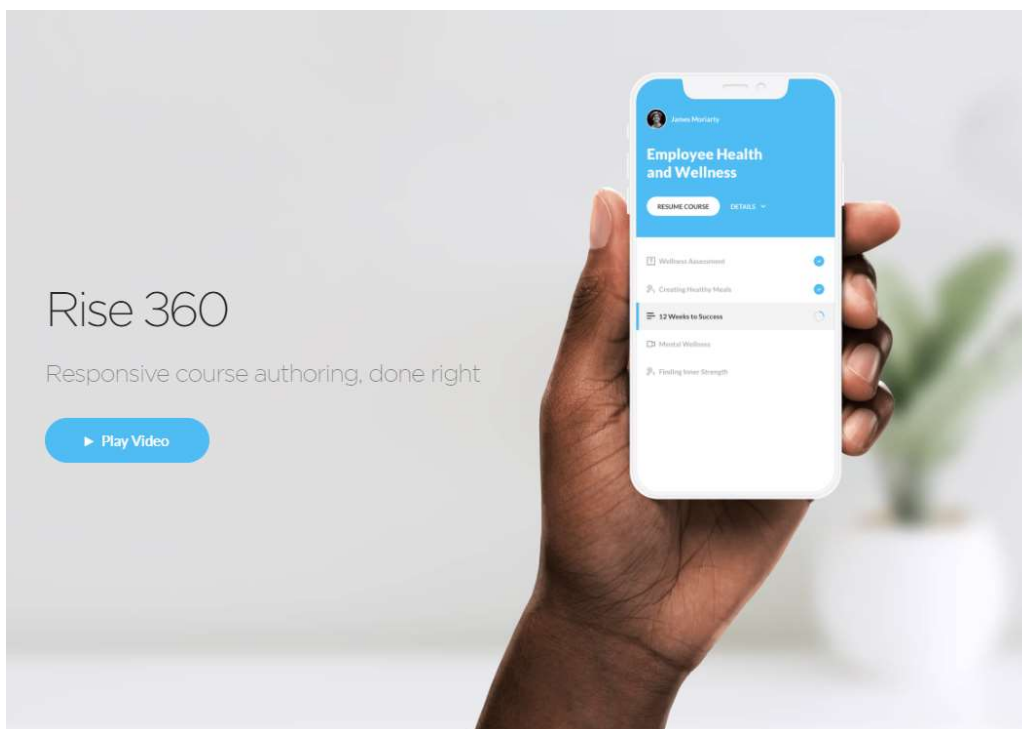 Rise 360
Responsive course authoring, done right
Play Video
James Moriarty
Employee Health
and Wellness
RESUME COURSE
DETAILS
Wellness Assessment
Creating Healthy Meals
12 Weeks to Success
Mental Wellness
Finding Inner Strength